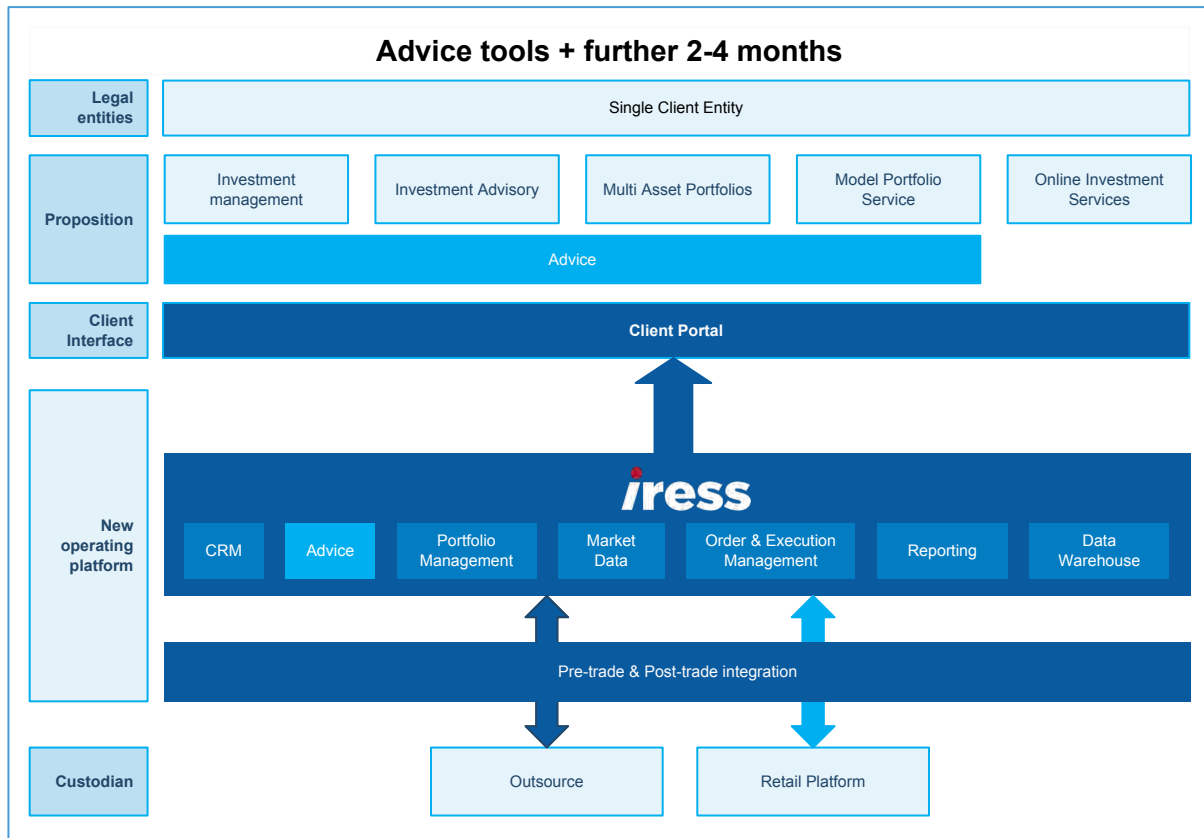 Advice tools + further 2-4 months
Legal
entities
Single Client Entity
Proposition
Investment
management
Investment Advisory
Multi Asset Portfolios
Model Portfolio
Service
Online Investment
Services
Advice
Client
Interface
Client Portal
New
operating
platform
iress
CRM
Advice
Portfolio
Management
Market
Data
Order & Execution
Management
Reporting
Data
Warehouse
Pre-trade & Post-trade integration
Custodian
Outsource
Retail Platform